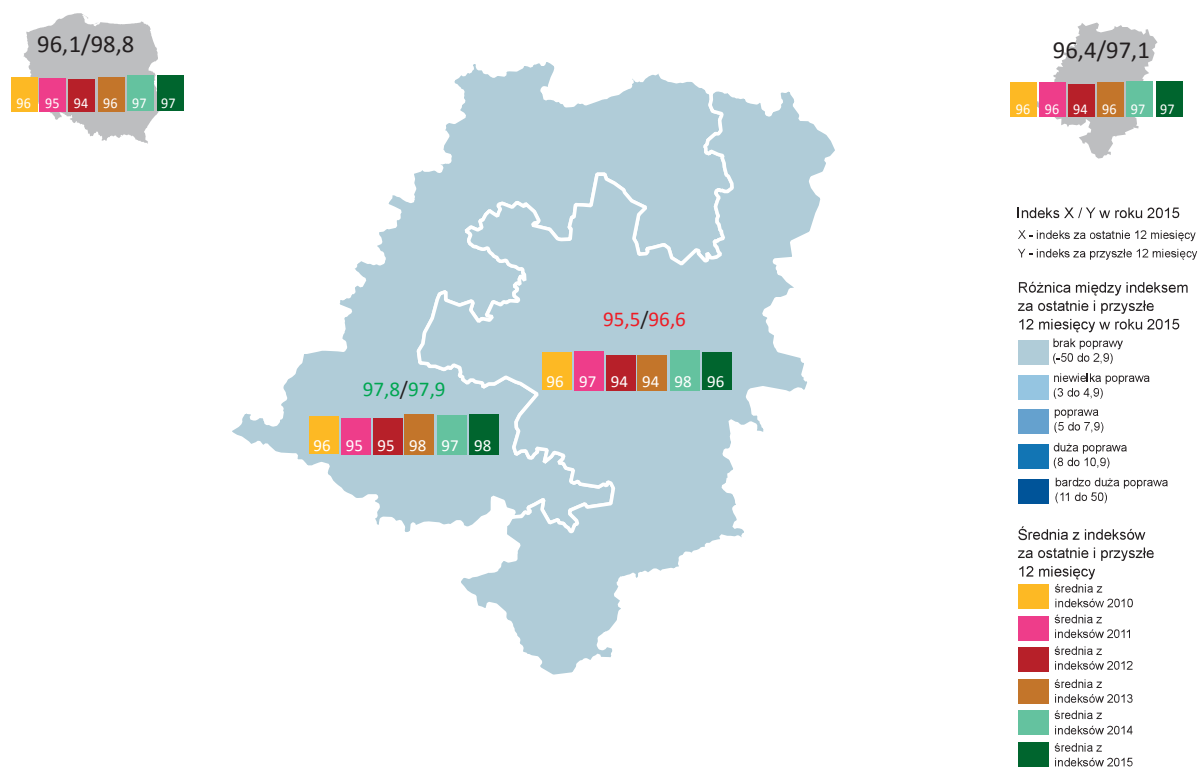 96,1/98,8
96 95 94 96 97 97
96,4/97,1
96 96 94 96 97 97
95,5/96,6
96 97 94 94 98 96
97,8/97,9
96 95 95 98 97 98
Indeks X / Y w roku 2015
X - indeks za ostatnie 12 miesięcy
Y - indeks za przyszłe 12 miesięcy
Różnica między indeksem
za ostatnie i przyszłe
12 miesięcy w roku 2015
brak poprawy
(-50 do 2,9)
niewielka poprawa
(3 do 4,9)
poprawa
(5 do 7,9)
duża poprawa
(8 do 10,9)
bardzo duża poprawa
(11 do 50)
Średnia z indeksów
za ostatnie i przyszłe
12 miesięcy
średnia z
indeksów 2010
średnia z
indeksów 2011
średnia z
indeksów 2012
średnia z
indeksów 2013
średnia z
indeksów 2014
średnia z
indeksów 2015